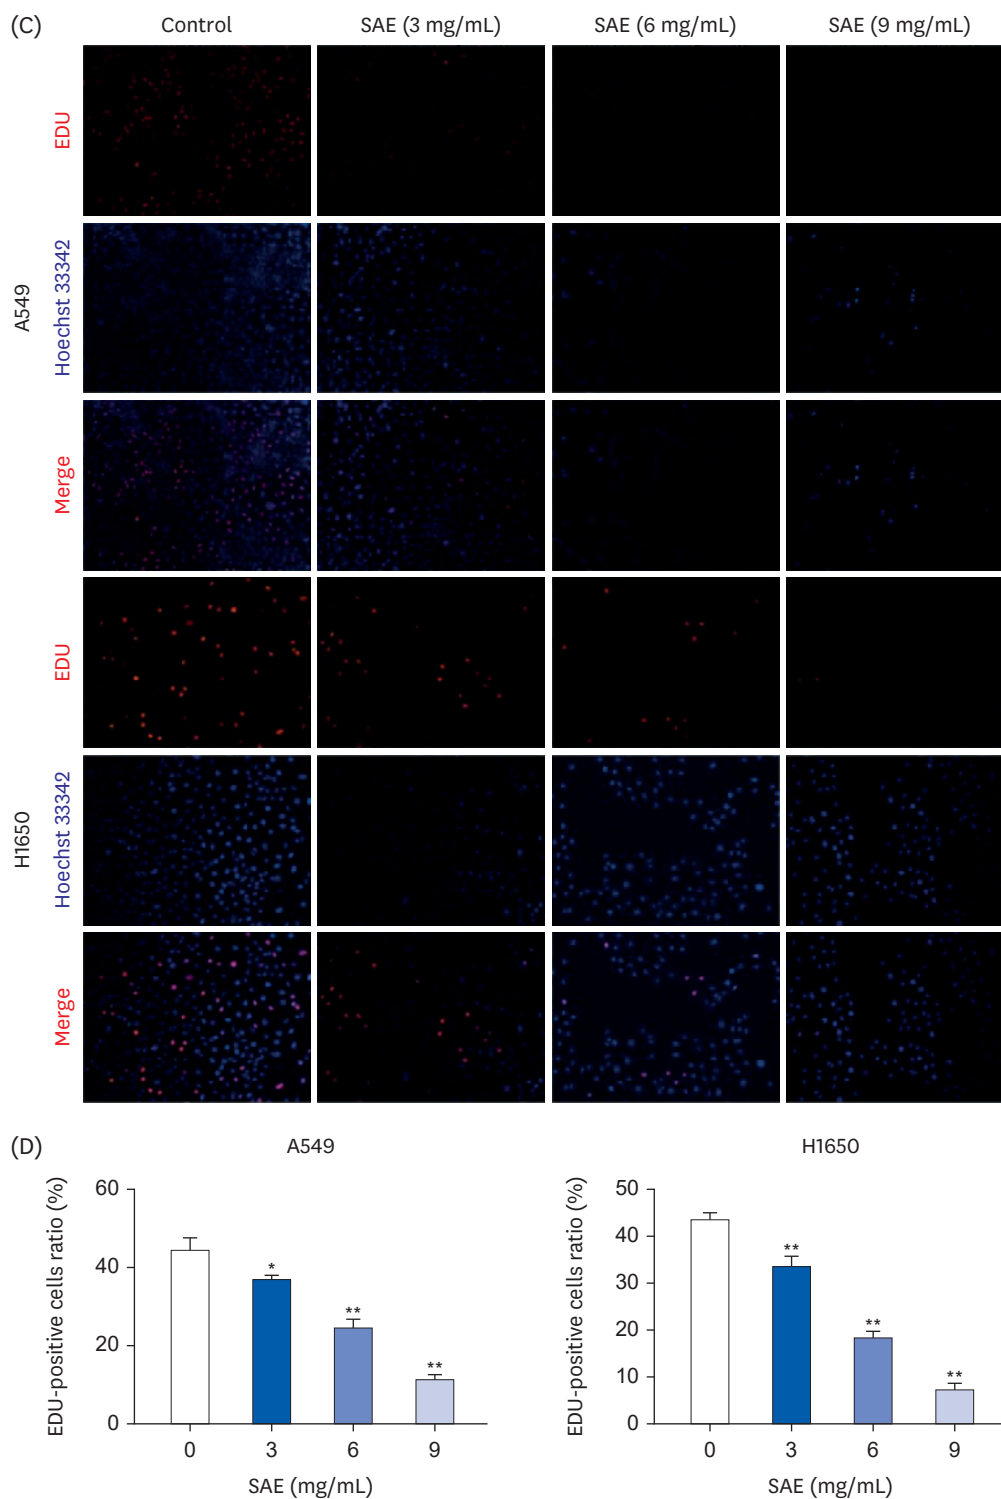 (C)
Control
SAE (3 mg/mL)
SAE (6 mg/mL)
SAE (9 mg/mL)
A549
EDU
Hoechst 33342
Merge
H1650
EDU
Hoechst 33342
Merge
(D)
A549
EDU-positive cells ratio (%)
60
40
20
0
*
**
**
0 3 6 9
SAE (mg/mL)
H1650
EDU-positive cells ratio (%)
50
40
30
20
10
0
**
**
**
0 3 6 9
SAE (mg/mL)